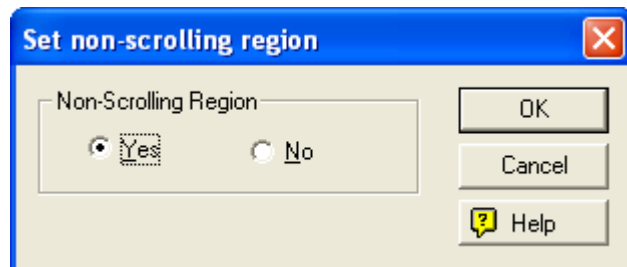 Set non-scrolling region
Non-Scrolling Region
Yes
No
OK
Cancel
? Help